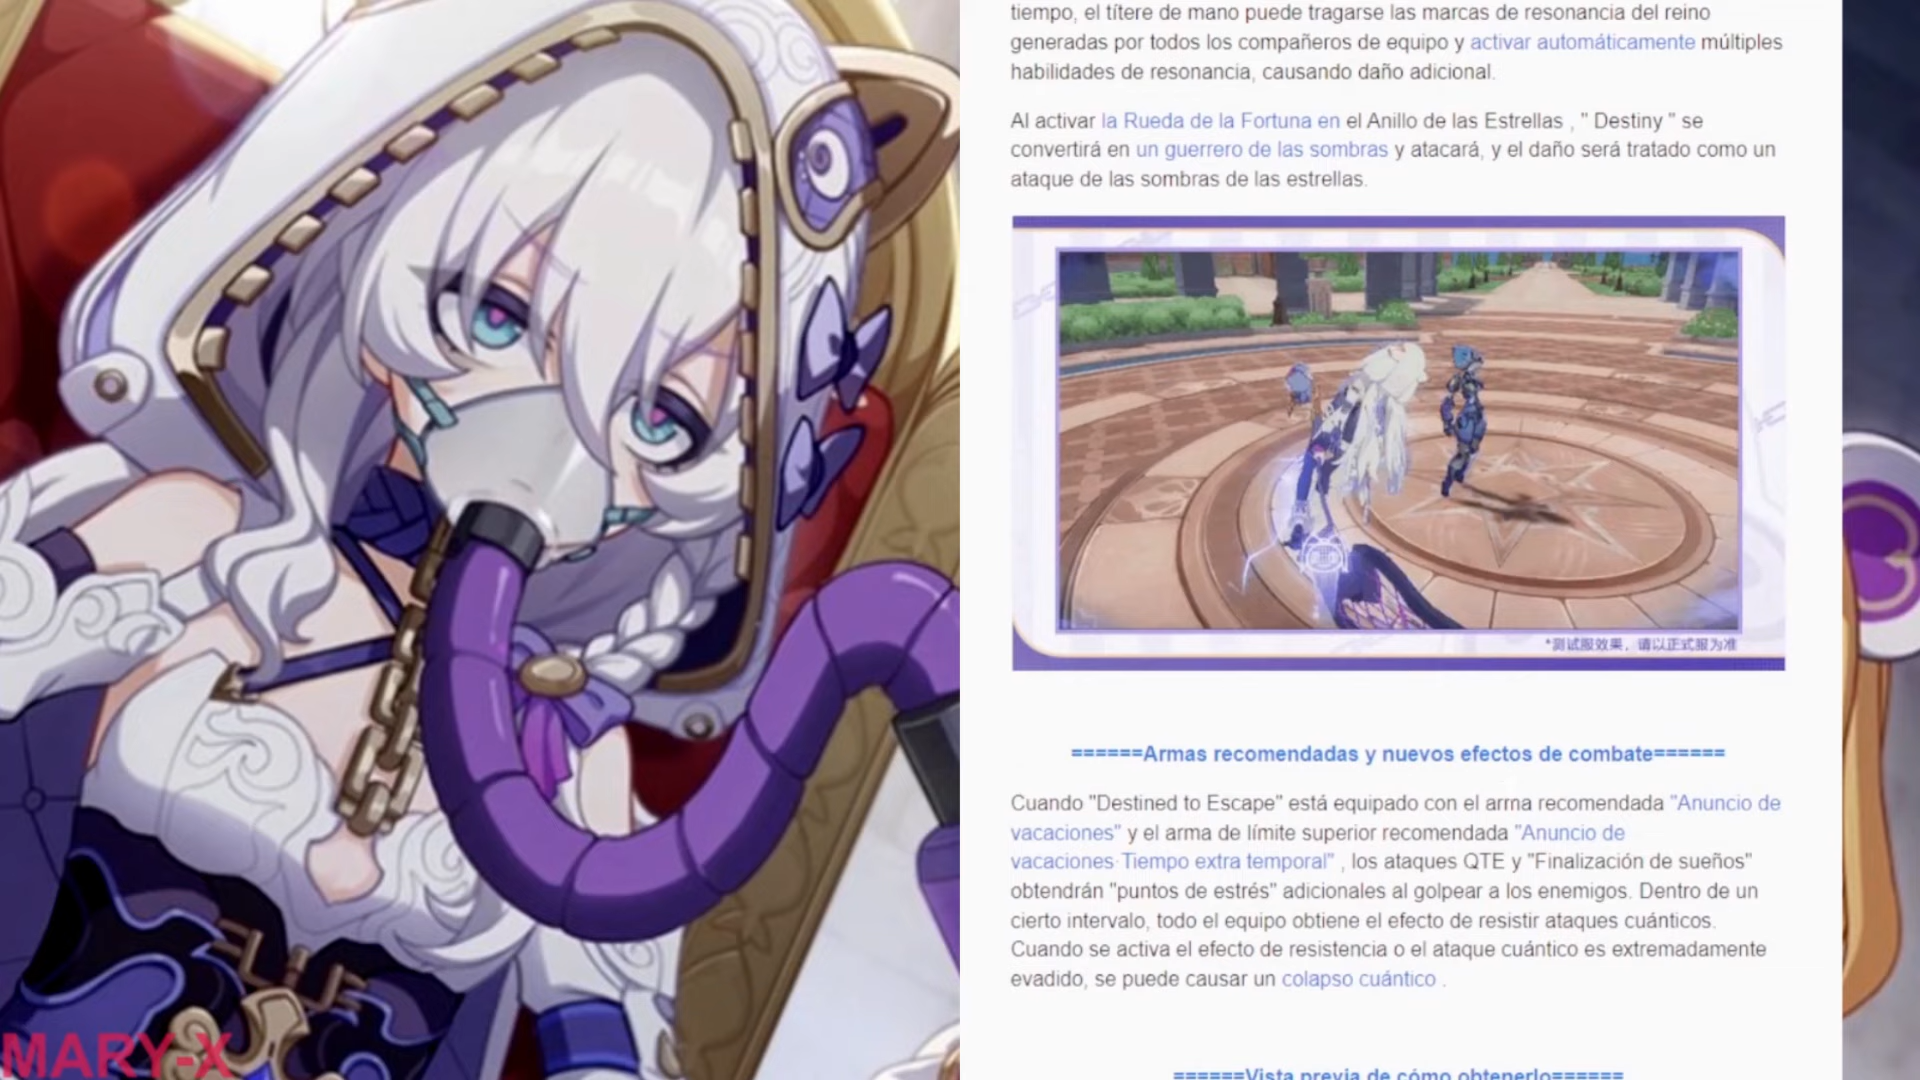 tiempo, el títere de mano puede tragarse las marcas de resonancia del reino
generadas por todos los compañeros de equipo y activar automáticamente múltiples
habilidades de resonancia, causando daño adicional.
Al activar la Rueda de la Fortuna en el Anillo de las Estrellas , " Destiny " se
convertirá en un guerrero de las sombras y atacará, y el daño será tratado como un
ataque de las sombras de las estrellas.
*测试服效果，请以正式服为准
======Armas recomendadas y nuevos efectos de combate======
Cuando "Destined to Escape" está equipado con el arma recomendada "Anuncio de
vacaciones" y el arma de límite superior recomendada "Anuncio de
vacaciones·Tiempo extra temporal" , los ataques QTE y "Finalización de sueños"
obtendrán "puntos de estrés" adicionales al golpear a los enemigos. Dentro de un
cierto intervalo, todo el equipo obtiene el efecto de resistir ataques cuánticos.
Cuando se activa el efecto de resistencia o el ataque cuántico es extremadamente
evadido, se puede causar un colapso cuántico .
======Vista previa de cómo obtenerlo======
MARY-X